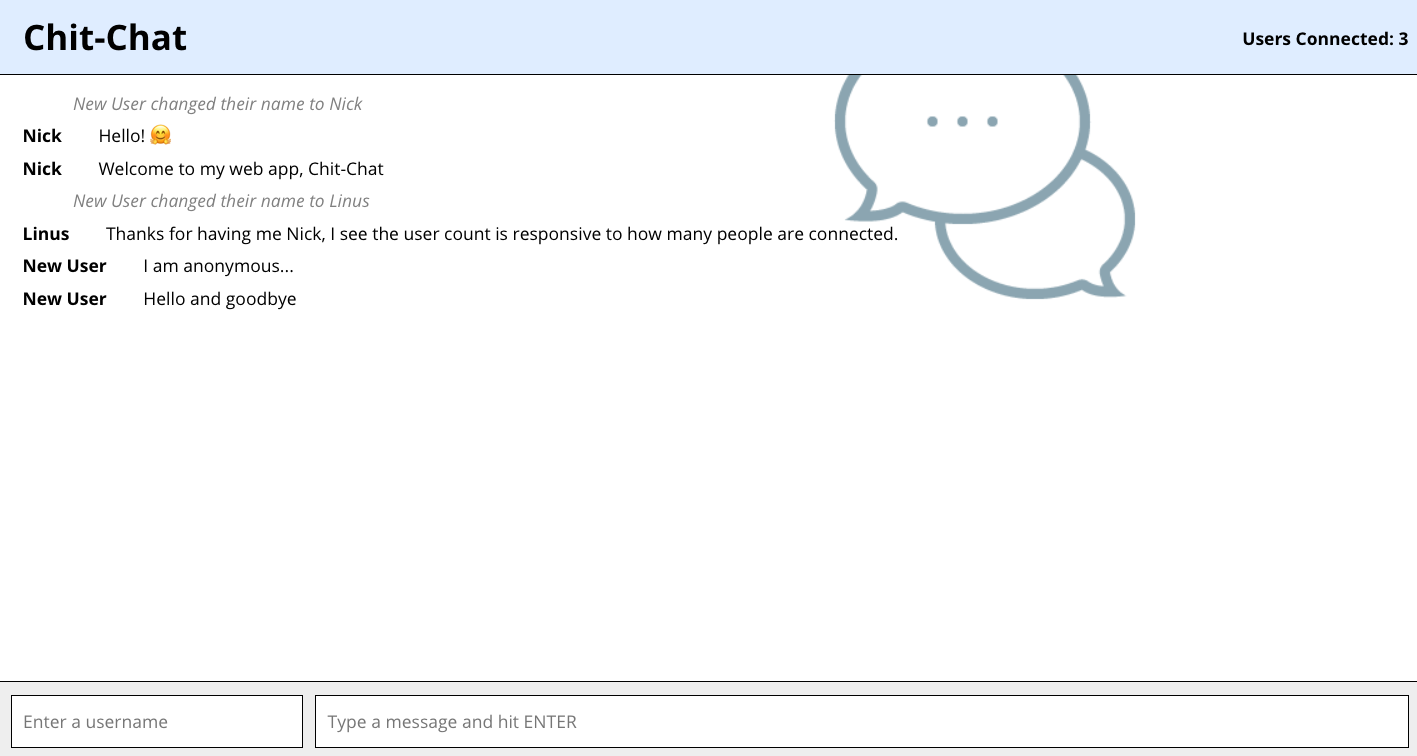 Chit-Chat
Users Connected: 3
New User changed their name to Nick
Nick Hello! 🤗
Nick Welcome to my web app, Chit-Chat
New User changed their name to Linus
Linus Thanks for having me Nick, I see the user count is responsive to how many people are connected.
New User I am anonymous...
New User Hello and goodbye
Enter a username
Type a message and hit ENTER